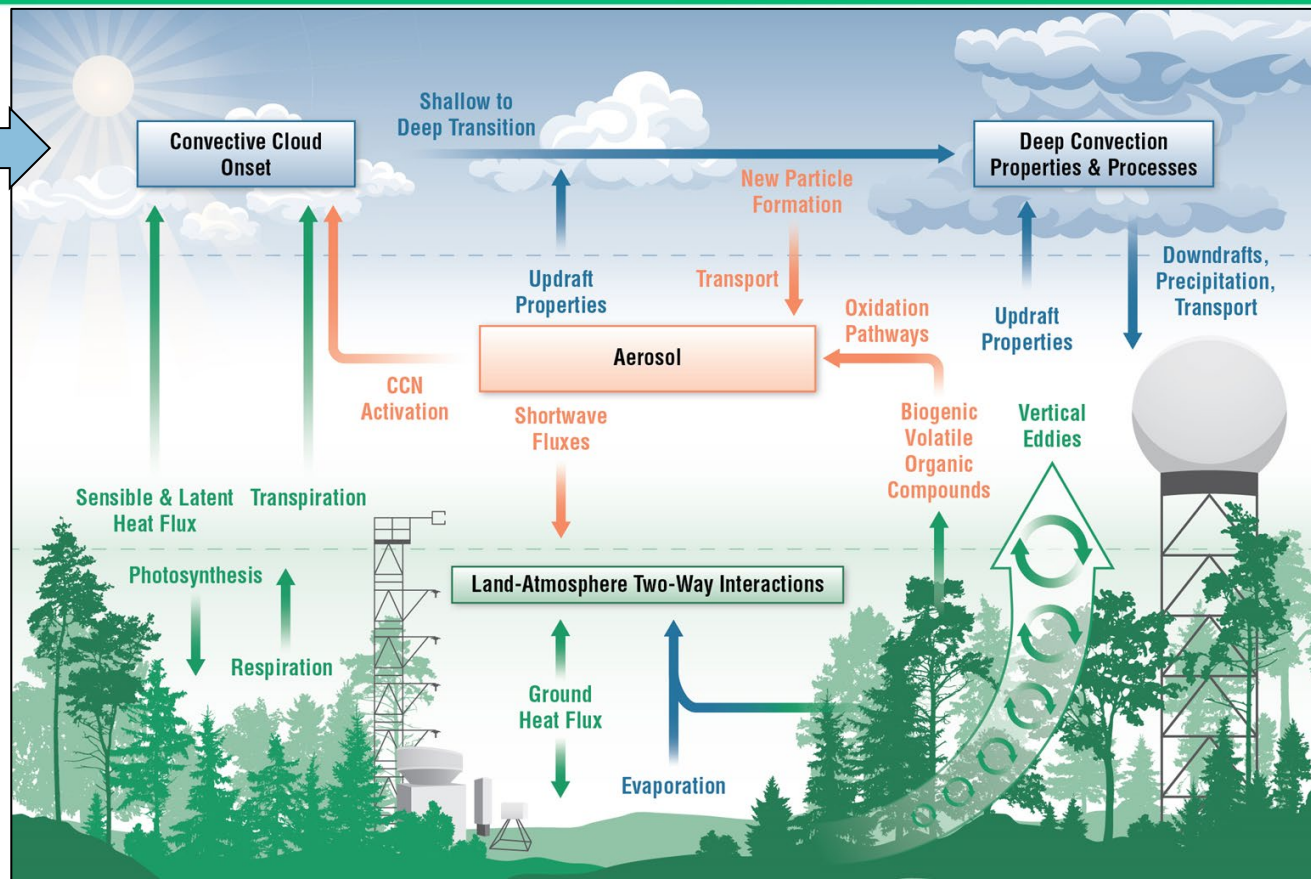 Shallow to
Deep Transition
Convective Cloud
Onset
Deep Convection
Properties & Processes
New Particle
Formation
Updraft
Properties
Transport
Downdrafts,
Precipitation,
Transport
Oxidation
Pathways
Updraft
Properties
Aerosol
CCN
Activation
Shortwave
Fluxes
Biogenic
Volatile
Organic
Compounds
Vertical
Eddies
Sensible & Latent
Heat Flux
Transpiration
Photosynthesis
Land-Atmosphere Two-Way Interactions
Respiration
Ground
Heat Flux
Evaporation